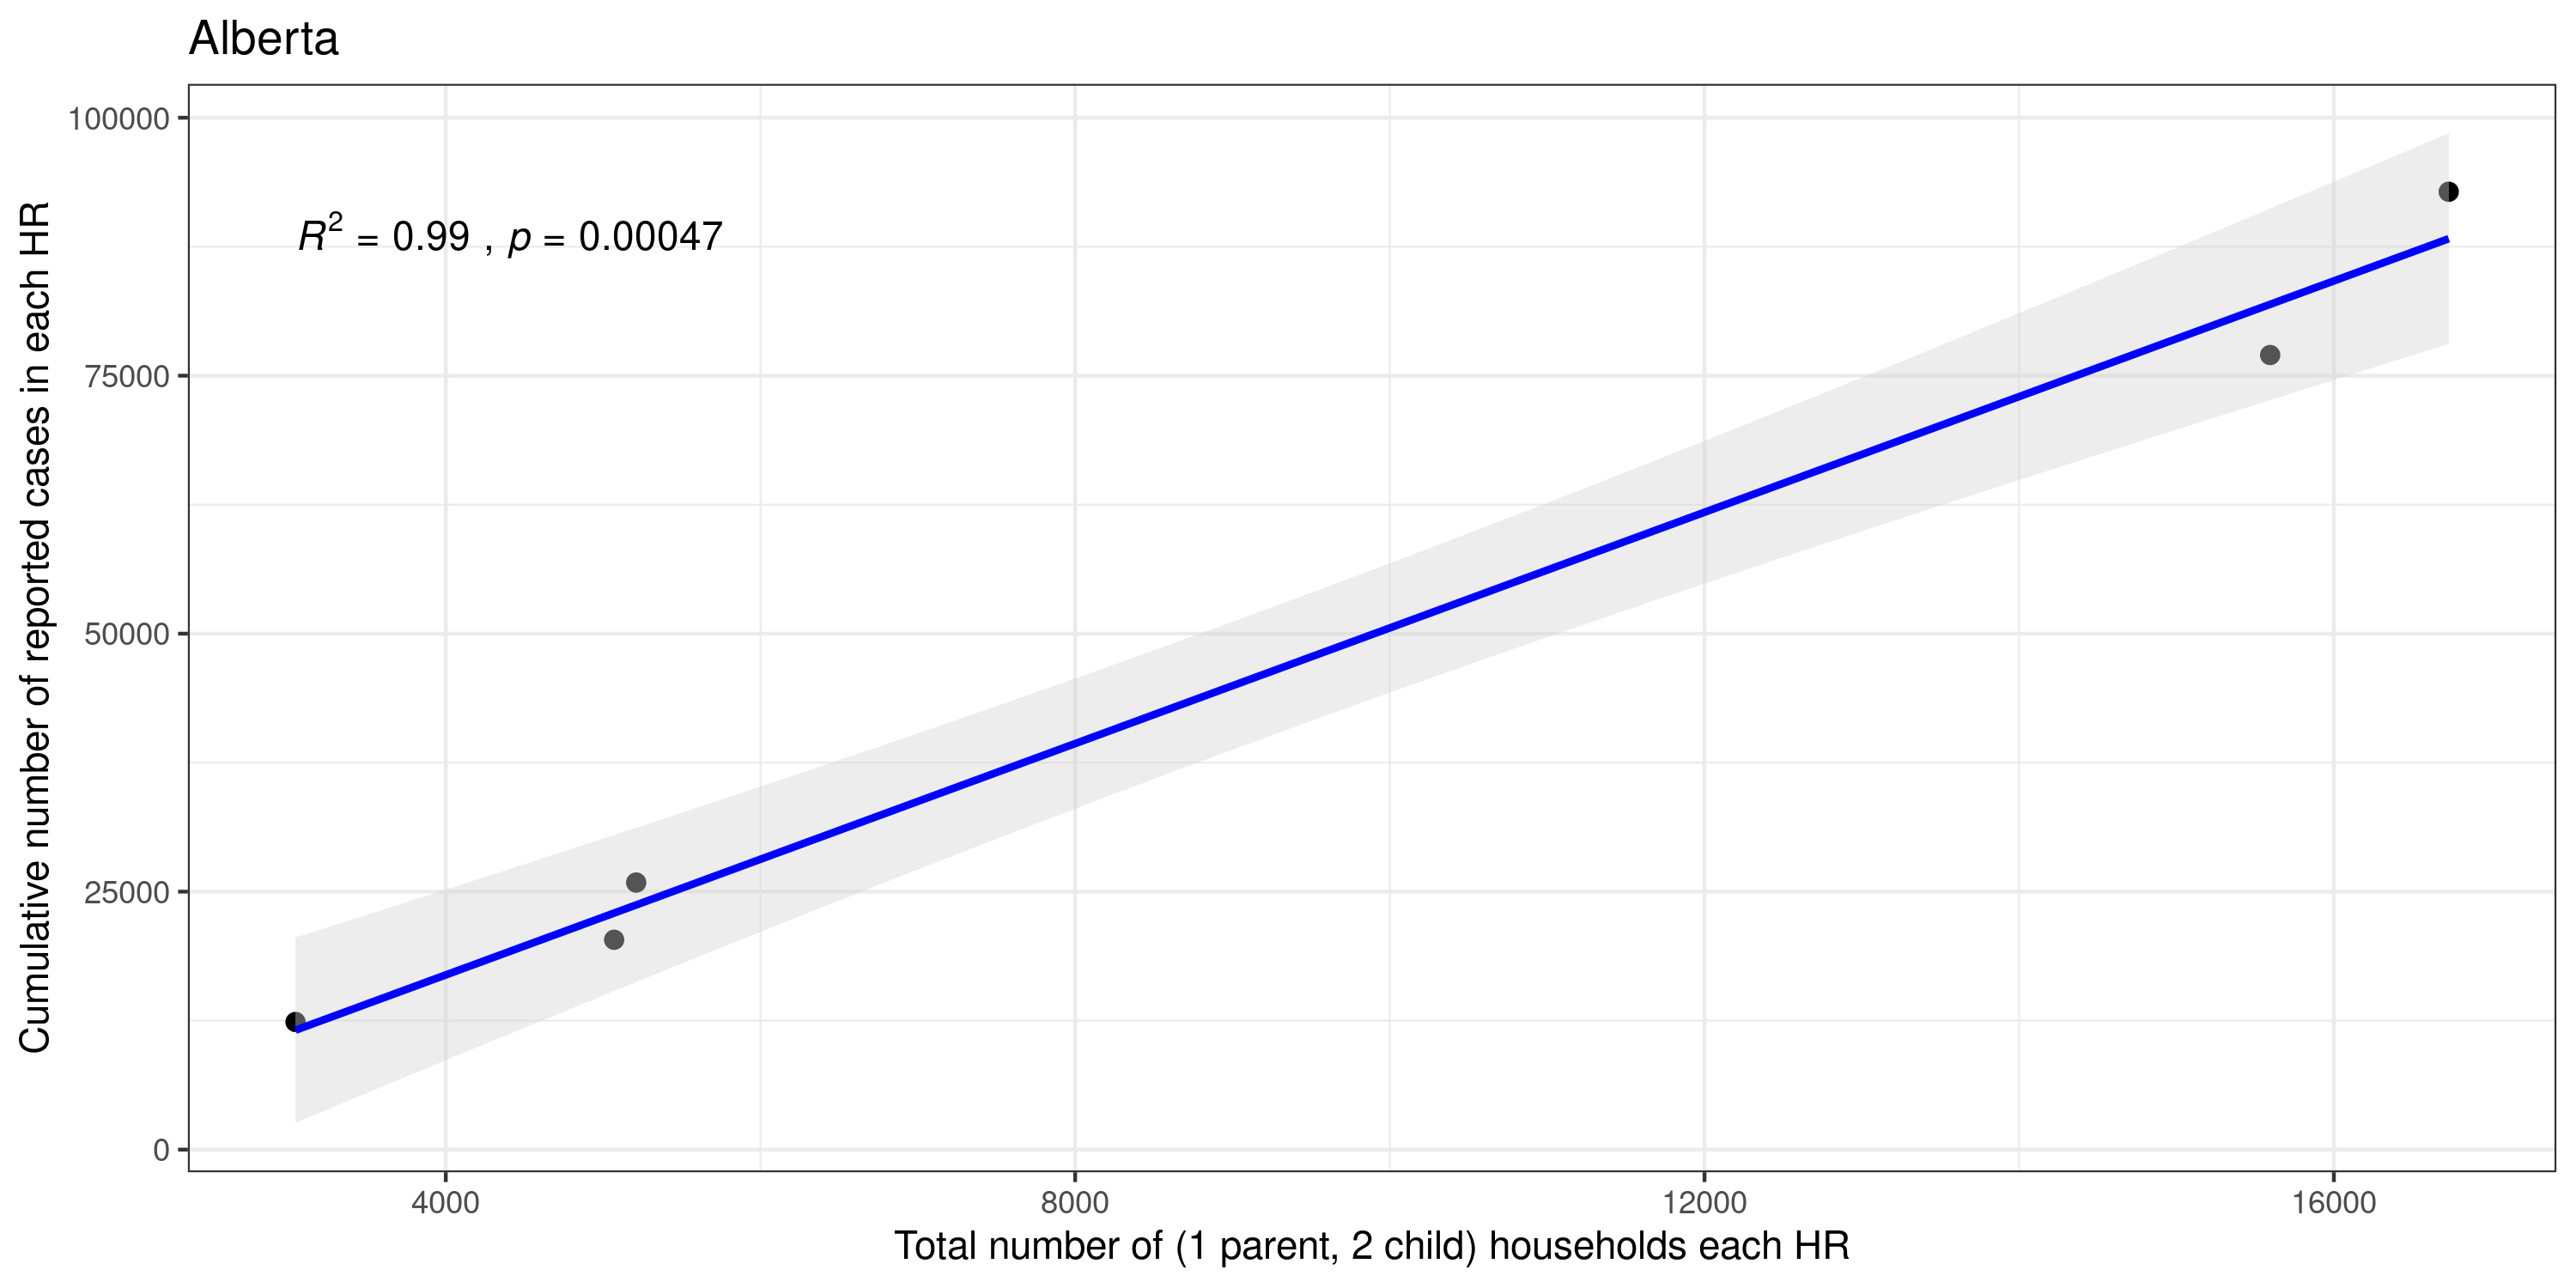 Alberta
100000
75000
50000
25000
0
Cumulative number of reported cases in each HR
R² = 0.99 , p = 0.00047
4000 8000 12000 16000
Total number of (1 parent, 2 child) households each HR